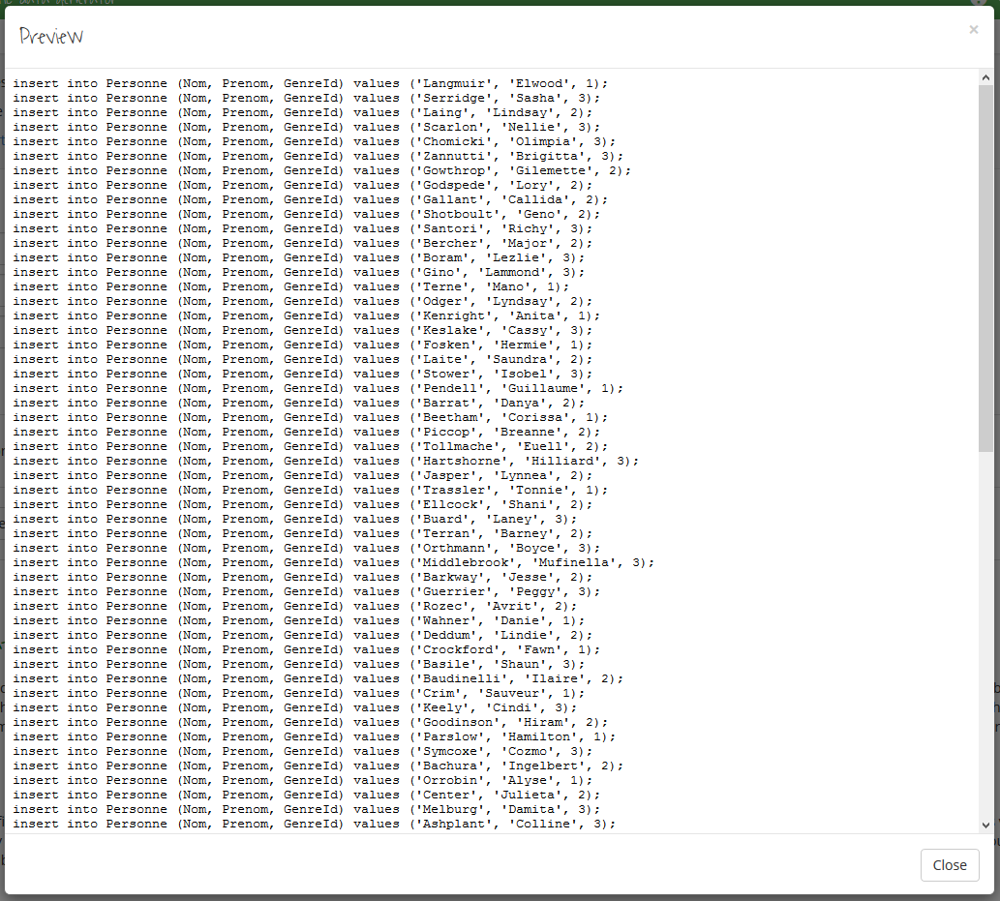 Preview
×
insert into Personne (Nom, Prenom, GenreId) values ('Langmuir', 'Elwood', 1);
insert into Personne (Nom, Prenom, GenreId) values ('Serridge', 'Sasha', 3);
insert into Personne (Nom, Prenom, GenreId) values ('Laing', 'Lindsay', 2);
insert into Personne (Nom, Prenom, GenreId) values ('Scarlon', 'Nellie', 3);
insert into Personne (Nom, Prenom, GenreId) values ('Chomicki', 'Olimpia', 3);
insert into Personne (Nom, Prenom, GenreId) values ('Zannutti', 'Brigitta', 3);
insert into Personne (Nom, Prenom, GenreId) values ('Gowthrop', 'Gilemette', 2);
insert into Personne (Nom, Prenom, GenreId) values ('Godspede', 'Lory', 2);
insert into Personne (Nom, Prenom, GenreId) values ('Gallant', 'Callida', 2);
insert into Personne (Nom, Prenom, GenreId) values ('Shotboult', 'Geno', 2);
insert into Personne (Nom, Prenom, GenreId) values ('Santori', 'Richy', 3);
insert into Personne (Nom, Prenom, GenreId) values ('Bercher', 'Major', 2);
insert into Personne (Nom, Prenom, GenreId) values ('Boram', 'Lezlie', 3);
insert into Personne (Nom, Prenom, GenreId) values ('Gino', 'Lammond', 3);
insert into Personne (Nom, Prenom, GenreId) values ('Terne', 'Mano', 1);
insert into Personne (Nom, Prenom, GenreId) values ('Odger', 'Lyndsay', 2);
insert into Personne (Nom, Prenom, GenreId) values ('Kenright', 'Anita', 1);
insert into Personne (Nom, Prenom, GenreId) values ('Keslake', 'Cassy', 3);
insert into Personne (Nom, Prenom, GenreId) values ('Fosken', 'Hermie', 1);
insert into Personne (Nom, Prenom, GenreId) values ('Laite', 'Saundra', 2);
insert into Personne (Nom, Prenom, GenreId) values ('Stower', 'Isobel', 3);
insert into Personne (Nom, Prenom, GenreId) values ('Pendell', 'Guillaume', 1);
insert into Personne (Nom, Prenom, GenreId) values ('Barrat', 'Danya', 2);
insert into Personne (Nom, Prenom, GenreId) values ('Beetham', 'Corissa', 1);
insert into Personne (Nom, Prenom, GenreId) values ('Piccop', 'Breanne', 2);
insert into Personne (Nom, Prenom, GenreId) values ('Tollmache', 'Euell', 2);
insert into Personne (Nom, Prenom, GenreId) values ('Hartshorne', 'Hilliard', 3);
insert into Personne (Nom, Prenom, GenreId) values ('Jasper', 'Lynnea', 2);
insert into Personne (Nom, Prenom, GenreId) values ('Trassler', 'Tonnie', 1);
insert into Personne (Nom, Prenom, GenreId) values ('Ellcock', 'Shani', 2);
insert into Personne (Nom, Prenom, GenreId) values ('Buard', 'Laney', 3);
insert into Personne (Nom, Prenom, GenreId) values ('Terran', 'Barney', 2);
insert into Personne (Nom, Prenom, GenreId) values ('Orthmann', 'Boyce', 3);
insert into Personne (Nom, Prenom, GenreId) values ('Middlebrook', 'Mufinella', 3);
insert into Personne (Nom, Prenom, GenreId) values ('Barkway', 'Jesse', 2);
insert into Personne (Nom, Prenom, GenreId) values ('Guerrier', 'Peggy', 3);
insert into Personne (Nom, Prenom, GenreId) values ('Rozec', 'Avrit', 2);
insert into Personne (Nom, Prenom, GenreId) values ('Wahner', 'Danie', 1);
insert into Personne (Nom, Prenom, GenreId) values ('Deddum', 'Lindie', 2);
insert into Personne (Nom, Prenom, GenreId) values ('Crockford', 'Fawn', 1);
insert into Personne (Nom, Prenom, GenreId) values ('Basile', 'Shaun', 3);
insert into Personne (Nom, Prenom, GenreId) values ('Baudinelli', 'Ilaire', 2);
insert into Personne (Nom, Prenom, GenreId) values ('Crim', 'Sauveur', 1);
insert into Personne (Nom, Prenom, GenreId) values ('Keely', 'Cindi', 3);
insert into Personne (Nom, Prenom, GenreId) values ('Goodinson', 'Hiram', 2);
insert into Personne (Nom, Prenom, GenreId) values ('Parslow', 'Hamilton', 1);
insert into Personne (Nom, Prenom, GenreId) values ('Symcoxe', 'Cozmo', 3);
insert into Personne (Nom, Prenom, GenreId) values ('Bachura', 'Ingelbert', 2);
insert into Personne (Nom, Prenom, GenreId) values ('Orrobin', 'Alyse', 1);
insert into Personne (Nom, Prenom, GenreId) values ('Center', 'Julieta', 2);
insert into Personne (Nom, Prenom, GenreId) values ('Melburg', 'Damita', 3);
insert into Personne (Nom, Prenom, GenreId) values ('Ashplant', 'Colline', 3);
Close